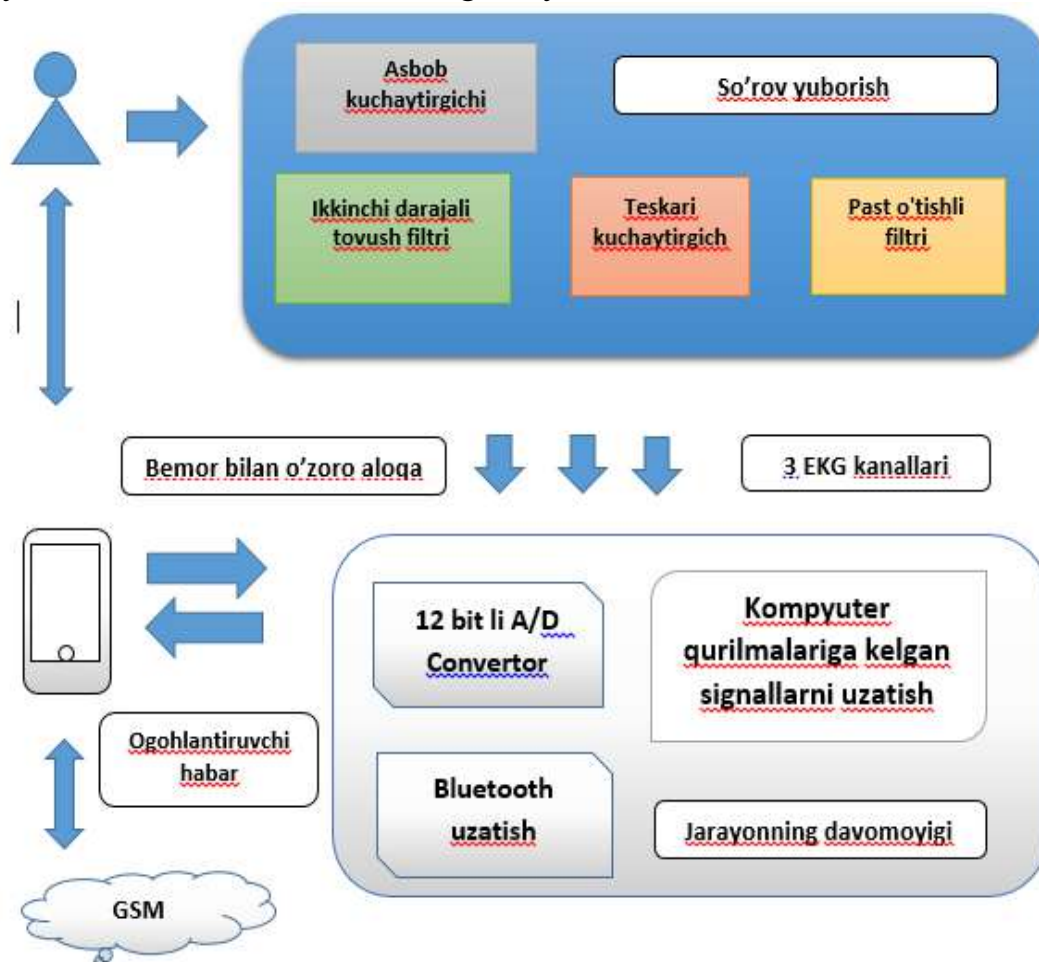 Asbob
kuchaytirgichi
So'rov yuborish
Ikkinchi darajali
tovush filtri
Teskari
kuchaytirgich
Past o'tishli
filtri
Bemor bilan o'zoro aloqa
3 EKG kanallari
12 bit li A/D
Convertor
Kompyuter
qurilmalariga kelgan
signallarni uzatish
Ogohlantiruvchi
habar
Bluetooth
uzatish
Jarayonning davomoyigi
GSM